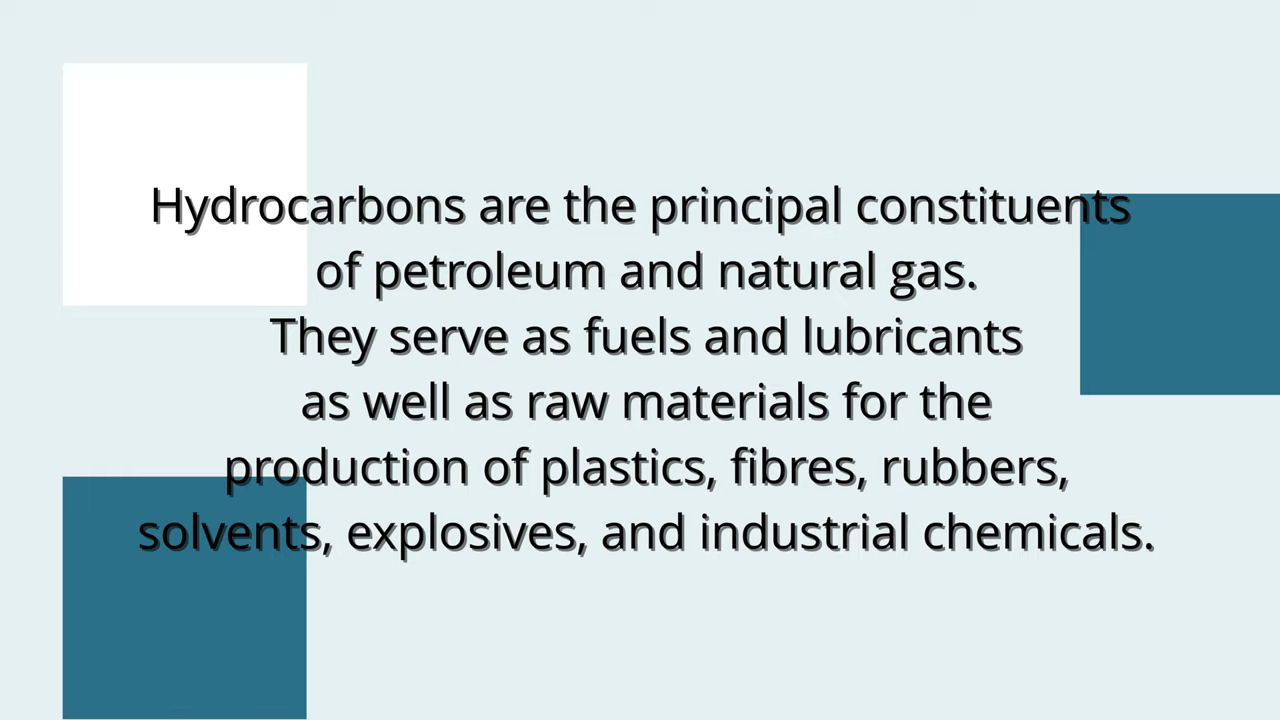 Hydrocarbons are the principal constituents
of petroleum and natural gas.
They serve as fuels and lubricants
as well as raw materials for the
production of plastics, fibres, rubbers,
solvents, explosives, and industrial chemicals.